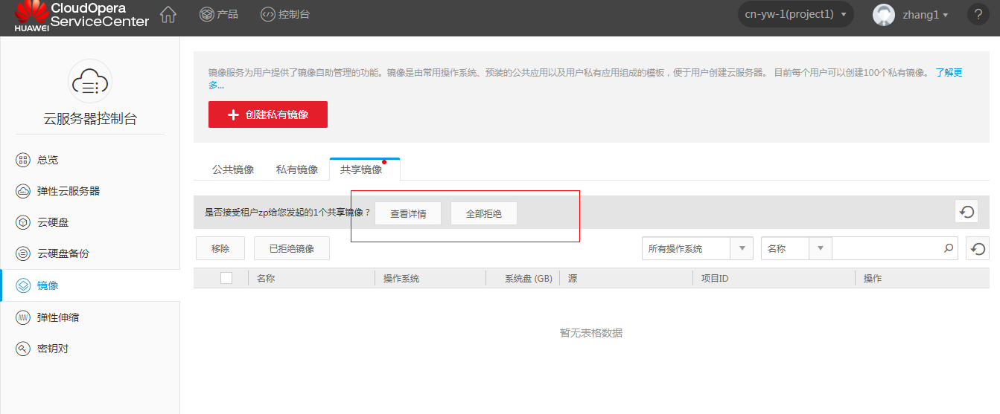 HUAWEI
CloudOpera
ServiceCenter
产品
控制台
cn-yw-1(project1)
zhang1
?
云服务器控制台
总览
弹性云服务器
云硬盘
云硬盘备份
镜像
弹性伸缩
密钥对
镜像服务为用户提供了镜像自助管理的功能。镜像是由常用操作系统、预装的公共应用以及用户私有应用组成的模板，便于用户创建云服务器。 目前每个用户可以创建100个私有镜像。 了解更
多...
创建私有镜像
公共镜像 私有镜像 共享镜像
是否接受租户zp给您发起的1个共享镜像？ 查看详情 全部拒绝
移除 已拒绝镜像 所有操作系统 名称
名称 操作系统 系统盘 (GB) 源 项目ID 操作
暂无表格数据